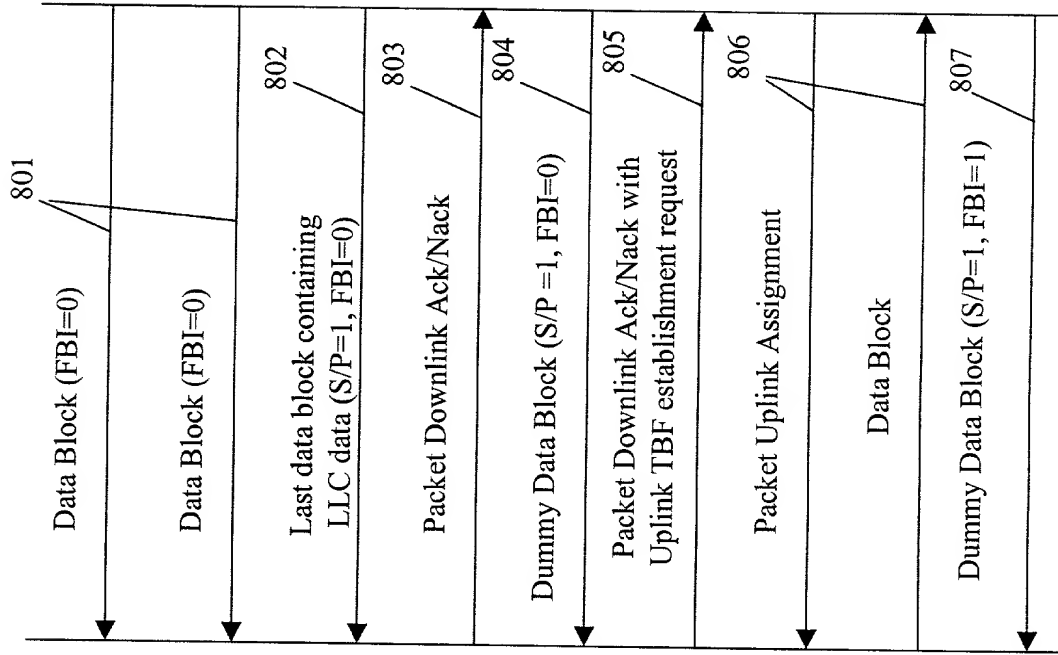 801
Data Block (FBI=0)
Data Block (FBI=0)
802
Last data block containing
LLC data (S/P=1, FBI=0)
803
Packet Downlink Ack/Nack
804
Dummy Data Block (S/P =1, FBI=0)
805
Packet Downlink Ack/Nack with
Uplink TBF establishment request
806
Packet Uplink Assignment
Data Block
807
Dummy Data Block (S/P=1, FBI=1)